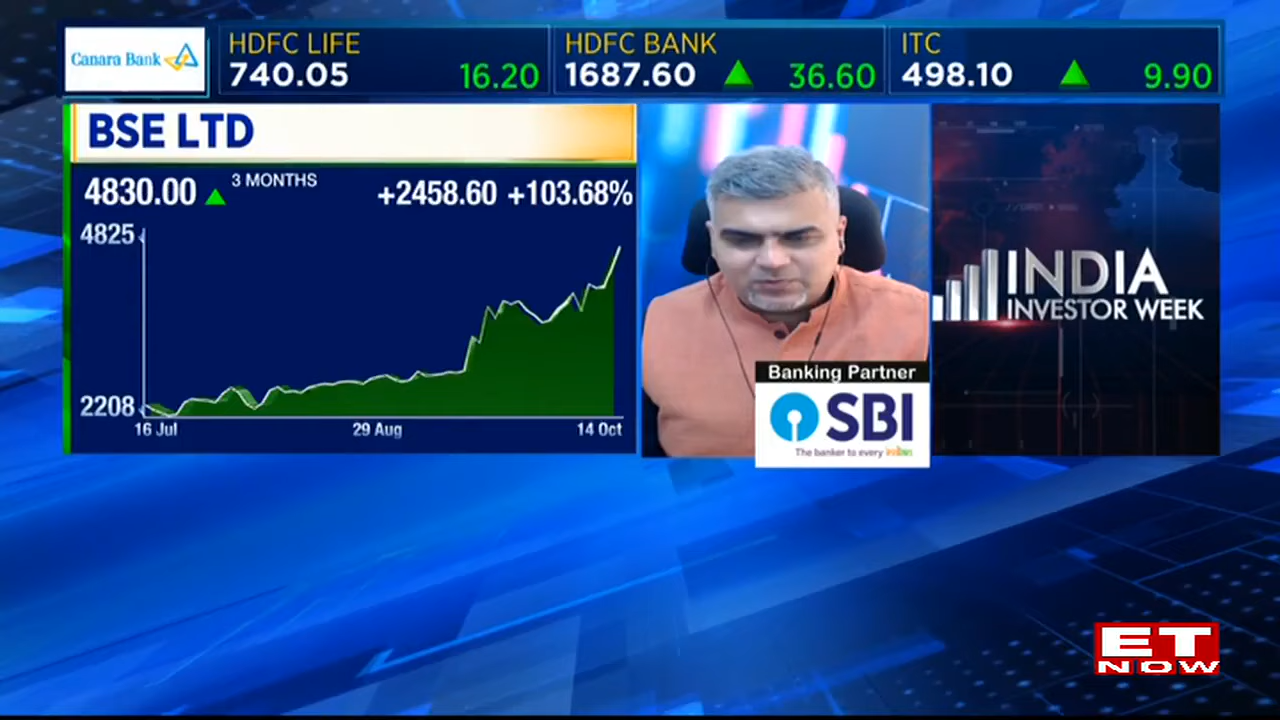 Canara Bank
HDFC LIFE
740.05 16.20
HDFC BANK
1687.60 36.60
ITC
498.10 9.90
BSE LTD
4830.00 3 MONTHS +2458.60 +103.68%
4825
2208
16 Jul 29 Aug 14 Oct
Banking Partner
SBI
The banker to every indian
INDIA
INVESTOR WEEK
ET
NOW